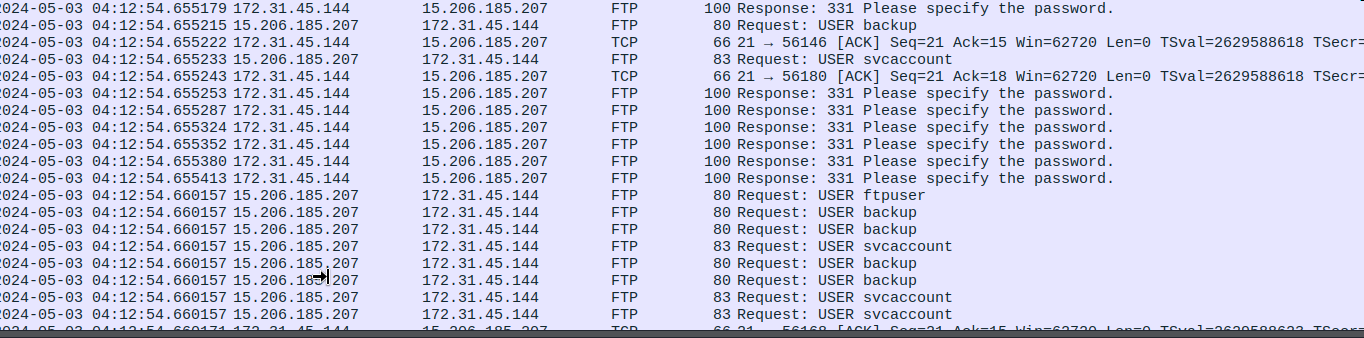 2024-05-03 04:12:54.655179 172.31.45.144 15.206.185.207 FTP 100 Response: 331 Please specify the password.
2024-05-03 04:12:54.655215 15.206.185.207 172.31.45.144 FTP 80 Request: USER backup
2024-05-03 04:12:54.655222 172.31.45.144 15.206.185.207 TCP 66 21 → 56146 [ACK] Seq=21 Ack=15 Win=62720 Len=0 TSval=2629588618 TSecr=
2024-05-03 04:12:54.655233 15.206.185.207 172.31.45.144 FTP 83 Request: USER svcaccount
2024-05-03 04:12:54.655243 172.31.45.144 15.206.185.207 TCP 66 21 → 56180 [ACK] Seq=21 Ack=18 Win=62720 Len=0 TSval=2629588618 TSecr=
2024-05-03 04:12:54.655253 172.31.45.144 15.206.185.207 FTP 100 Response: 331 Please specify the password.
2024-05-03 04:12:54.655287 172.31.45.144 15.206.185.207 FTP 100 Response: 331 Please specify the password.
2024-05-03 04:12:54.655324 172.31.45.144 15.206.185.207 FTP 100 Response: 331 Please specify the password.
2024-05-03 04:12:54.655352 172.31.45.144 15.206.185.207 FTP 100 Response: 331 Please specify the password.
2024-05-03 04:12:54.655380 172.31.45.144 15.206.185.207 FTP 100 Response: 331 Please specify the password.
2024-05-03 04:12:54.655413 172.31.45.144 15.206.185.207 FTP 100 Response: 331 Please specify the password.
2024-05-03 04:12:54.660157 15.206.185.207 172.31.45.144 FTP 80 Request: USER ftpuser
2024-05-03 04:12:54.660157 15.206.185.207 172.31.45.144 FTP 80 Request: USER backup
2024-05-03 04:12:54.660157 15.206.185.207 172.31.45.144 FTP 80 Request: USER backup
2024-05-03 04:12:54.660157 15.206.185.207 172.31.45.144 FTP 83 Request: USER svcaccount
2024-05-03 04:12:54.660157 15.206.185.207 172.31.45.144 FTP 80 Request: USER backup
2024-05-03 04:12:54.660157 15.206.185.207 172.31.45.144 FTP 80 Request: USER backup
2024-05-03 04:12:54.660157 15.206.185.207 172.31.45.144 FTP 83 Request: USER svcaccount
2024-05-03 04:12:54.660157 15.206.185.207 172.31.45.144 FTP 83 Request: USER svcaccount